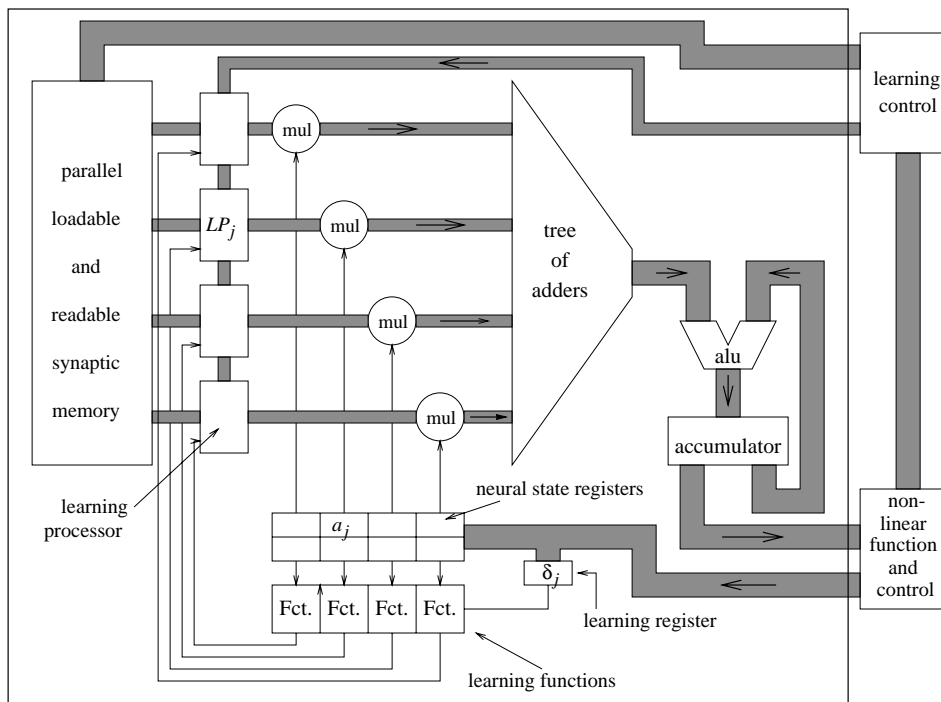 learning
control
mul
parallel
loadable
and
readable
synaptic
memory
LPj
mul
tree
of
adders
mul
alu
mul
accumulator
learning
processor
neural state registers
aj
non-
linear
function
and
control
δj
Fct. Fct. Fct. Fct.
learning register
learning functions